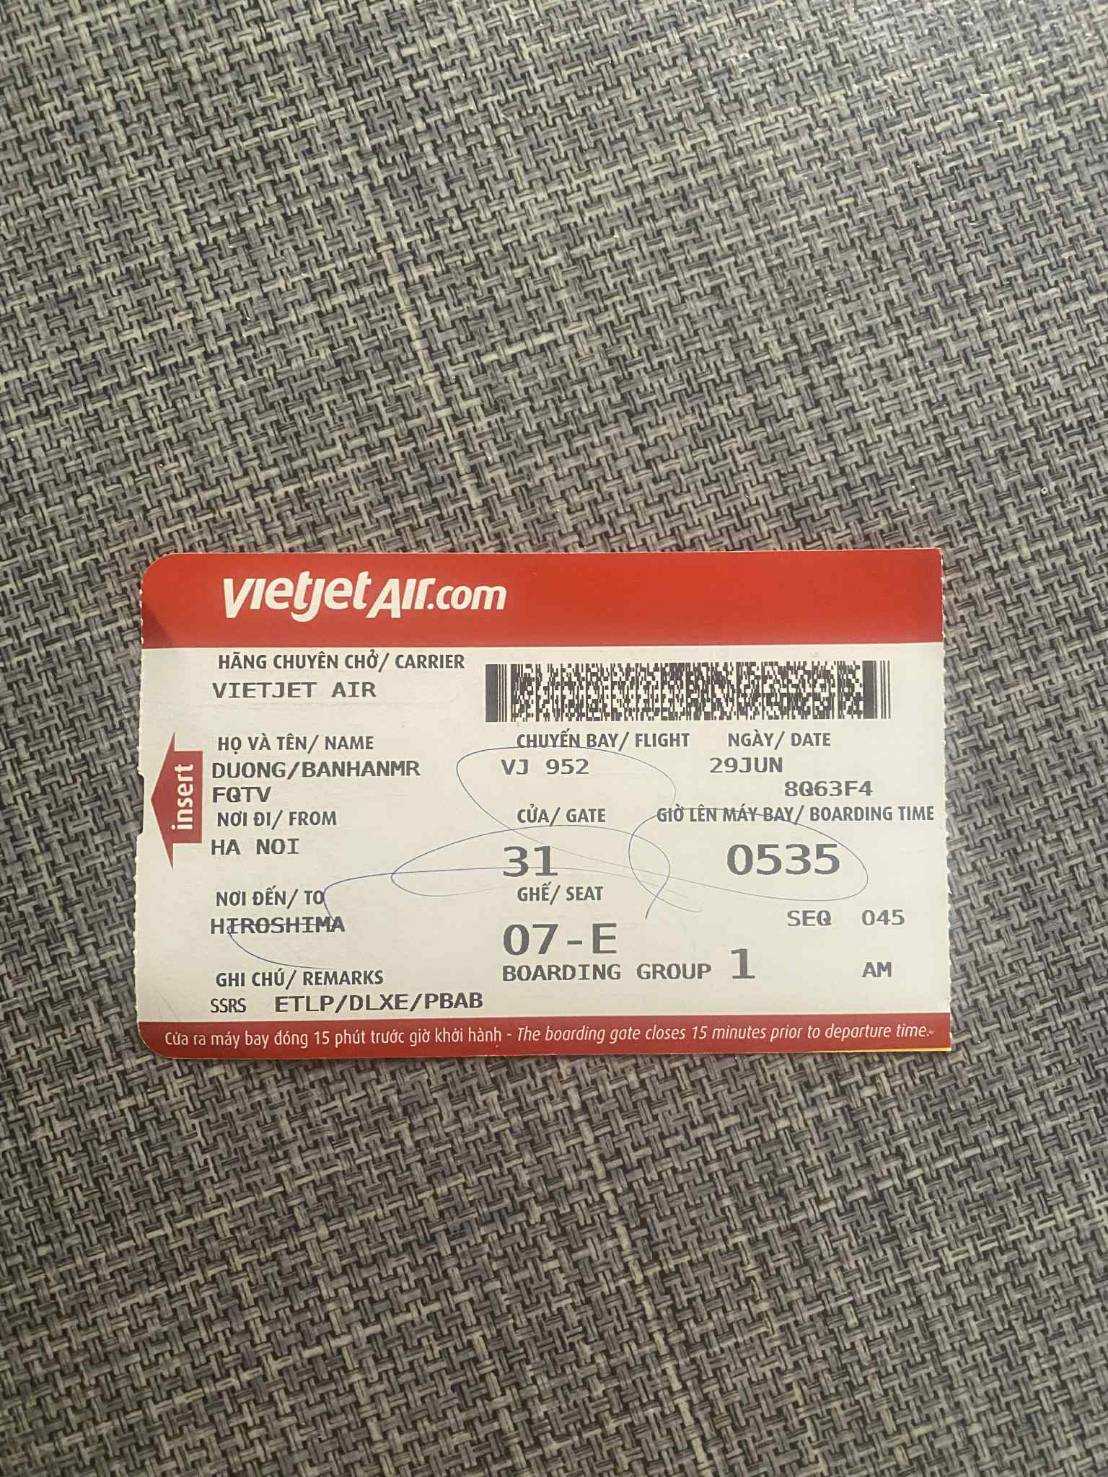 vietjetAir.com
HÃNG CHUYÊN CHỞ/ CARRIER
VIETJET AIR
HỌ VÀ TÊN/ NAME
CHUYẾN BAY/ FLIGHT
NGÀY/ DATE
DUONG/BANHANMR
VJ 952
29JUN
FQTV
8Q63F4
NƠI ĐI/ FROM
CỬA/ GATE
GIỜ LÊN MÁY BAY/ BOARDING TIME
HA NOI
31
0535
insert
NƠI ĐẾN/ TO
GHẾ/ SEAT
HIROSHIMA
07-E
SEQ 045
GHI CHÚ/ REMARKS
BOARDING GROUP 1
AM
SSRS ETLP/DLXE/PBAB
Cửa ra máy bay đóng 15 phút trước giờ khởi hành - The boarding gate closes 15 minutes prior to departure time.